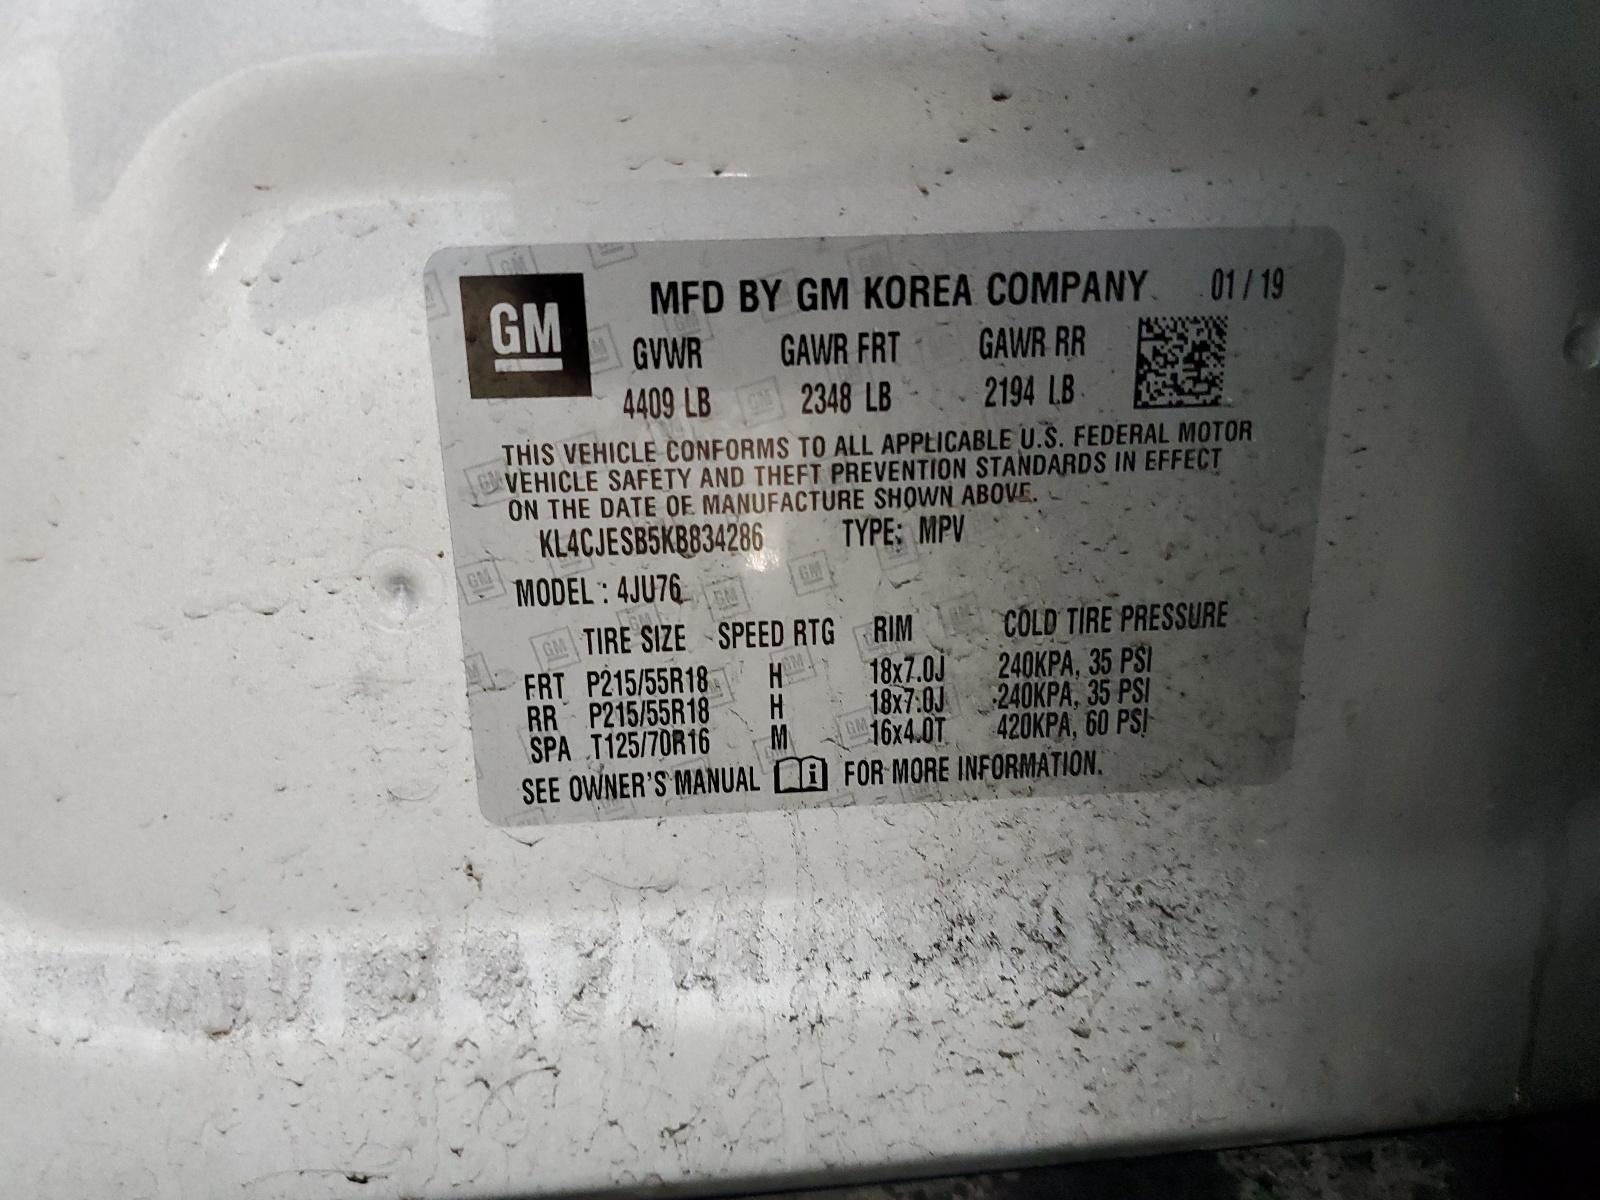 GM MFD BY GM KOREA COMPANY 01/19
GVWR GAWR FRT GAWR RR
4409 LB 2348 LB 2194 LB
THIS VEHICLE CONFORMS TO ALL APPLICABLE U.S. FEDERAL MOTOR
VEHICLE SAFETY AND THEFT PREVENTION STANDARDS IN EFFECT
ON THE DATE OF MANUFACTURE SHOWN ABOVE.
KL4CJESB5KB834286 TYPE: MPV
MODEL : 4JU76
TIRE SIZE SPEED RTG RIM COLD TIRE PRESSURE
FRT P215/55R18 H 18x7.0J 240KPA, 35 PSI
RR P215/55R18 H 18x7.0J 240KPA, 35 PSI
SPA T125/70R16 M 16x4.0T 420KPA, 60 PSI
SEE OWNER'S MANUAL i FOR MORE INFORMATION.